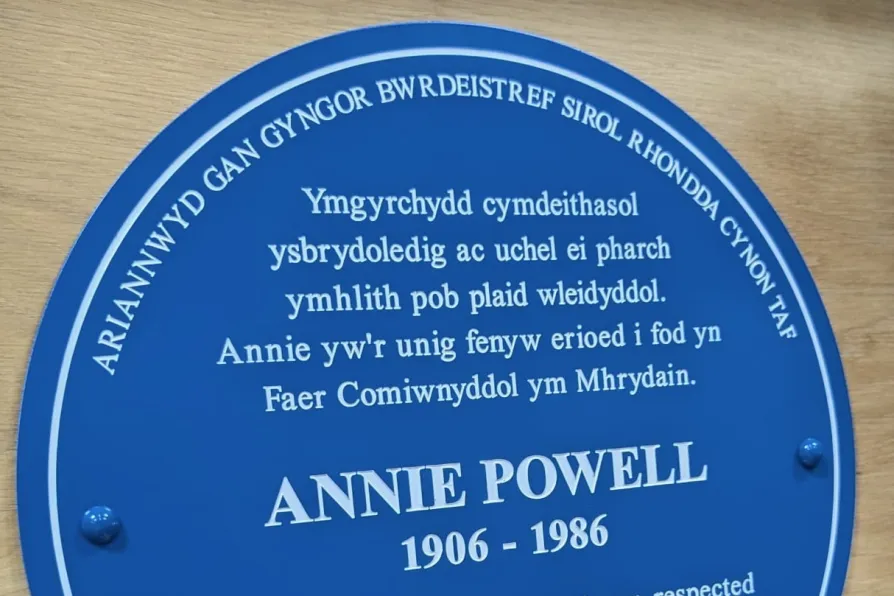 ARIANNWYD GAN GYNGOR BWRDEISTREF SIROL RHONDDA CYNON TAF
Ymgyrchydd cymdeithasol
ysbrydoledig ac uchel ei pharch
ymhlith pob plaid wleidyddol.
Annie yw'r unig fenyw erioed i fod yn
Faer Comiwnyddol ym Mhrydain.
ANNIE POWELL
1906 - 1986
respected